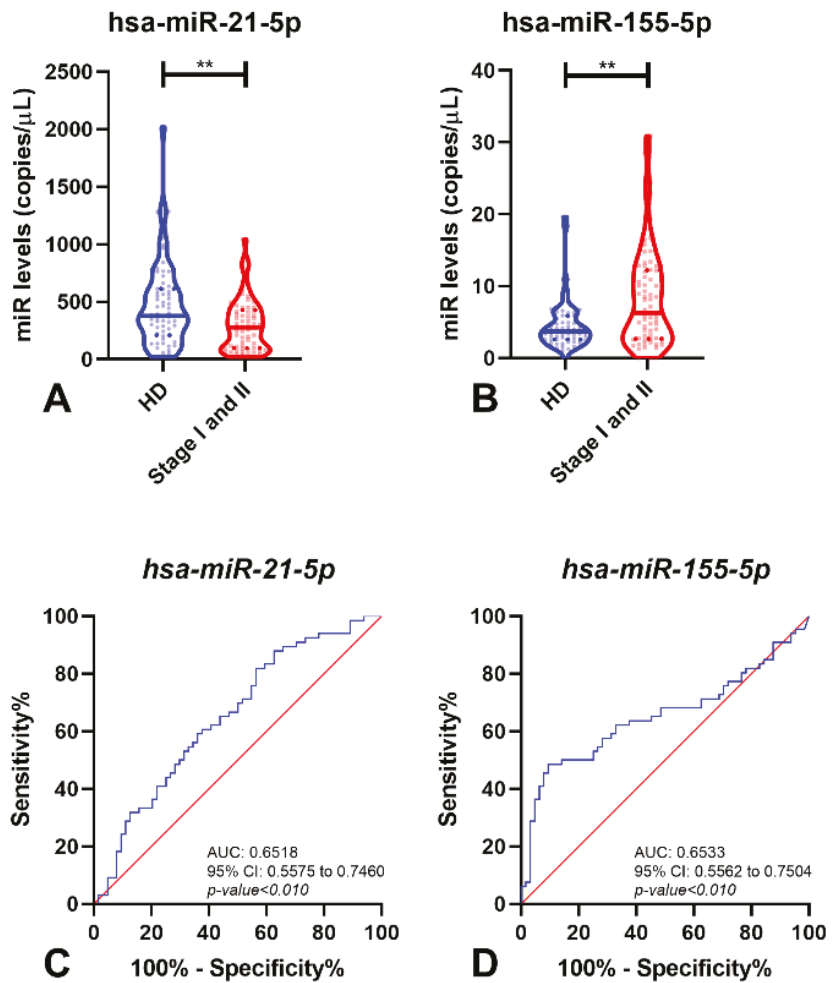 hsa-miR-21-5p
miR levels (copies/μL)
2500
2000
1500
1000
500
0
**
HD
Stage I and II
A
hsa-miR-155-5p
miR levels (copies/μL)
40
30
20
10
0
**
HD
Stage I and II
B
hsa-miR-21-5p
Sensitivity%
100
80
60
40
20
0
AUC: 0.6518
95% CI: 0.5575 to 0.7460
p-value<0.010
0 20 40 60 80 100
100% - Specificity%
C
hsa-miR-155-5p
Sensitivity%
100
80
60
40
20
0
AUC: 0.6533
95% CI: 0.5562 to 0.7504
p-value<0.010
0 20 40 60 80 100
100% - Specificity%
D